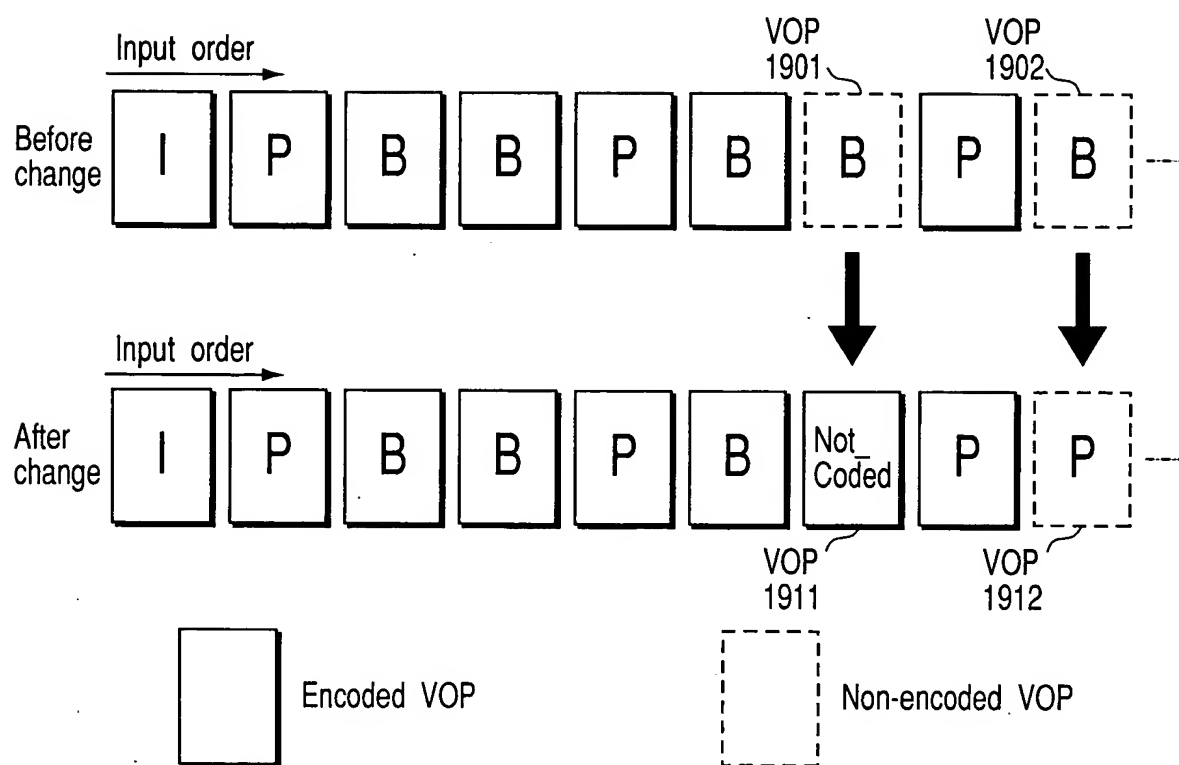 Input order
VOP
1901
VOP
1902
Before
change
I P B B P B B P B
Input order
After
change
I P B B P B Not_
Coded P P
VOP
1911
VOP
1912
Encoded VOP
Non-encoded VOP